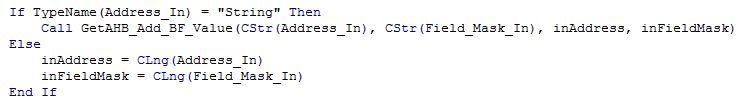 If TypeName(Address_In) = "String" Then
    Call GetAHB_Add_BF_Value(CStr(Address_In), CStr(Field_Mask_In), inAddress, inFieldMask)
Else
    inAddress = CLng(Address_In)
    inFieldMask = CLng(Field_Mask_In)
End If